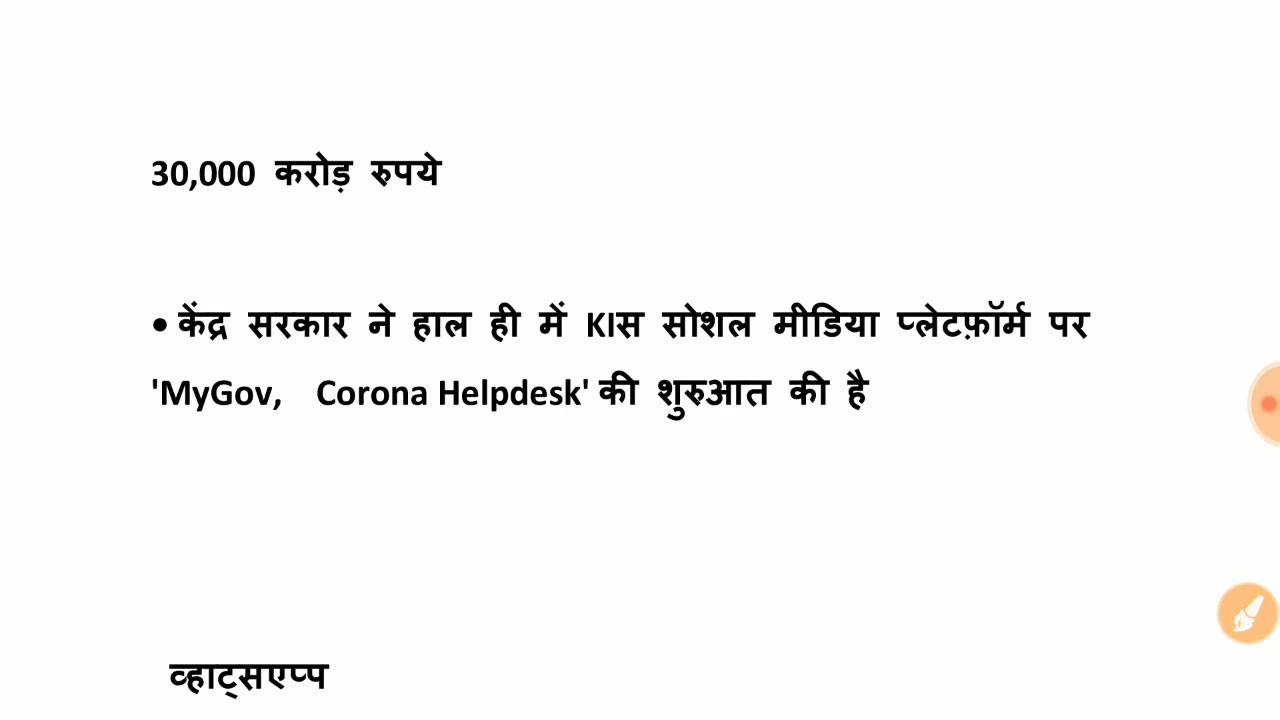 30,000 करोड़ रुपये
• केंद्र सरकार ने हाल ही में KIस सोशल मीडिया प्लेटफ़ॉर्म पर
'MyGov, Corona Helpdesk' की शुरुआत की है
व्हाट्सएप्प